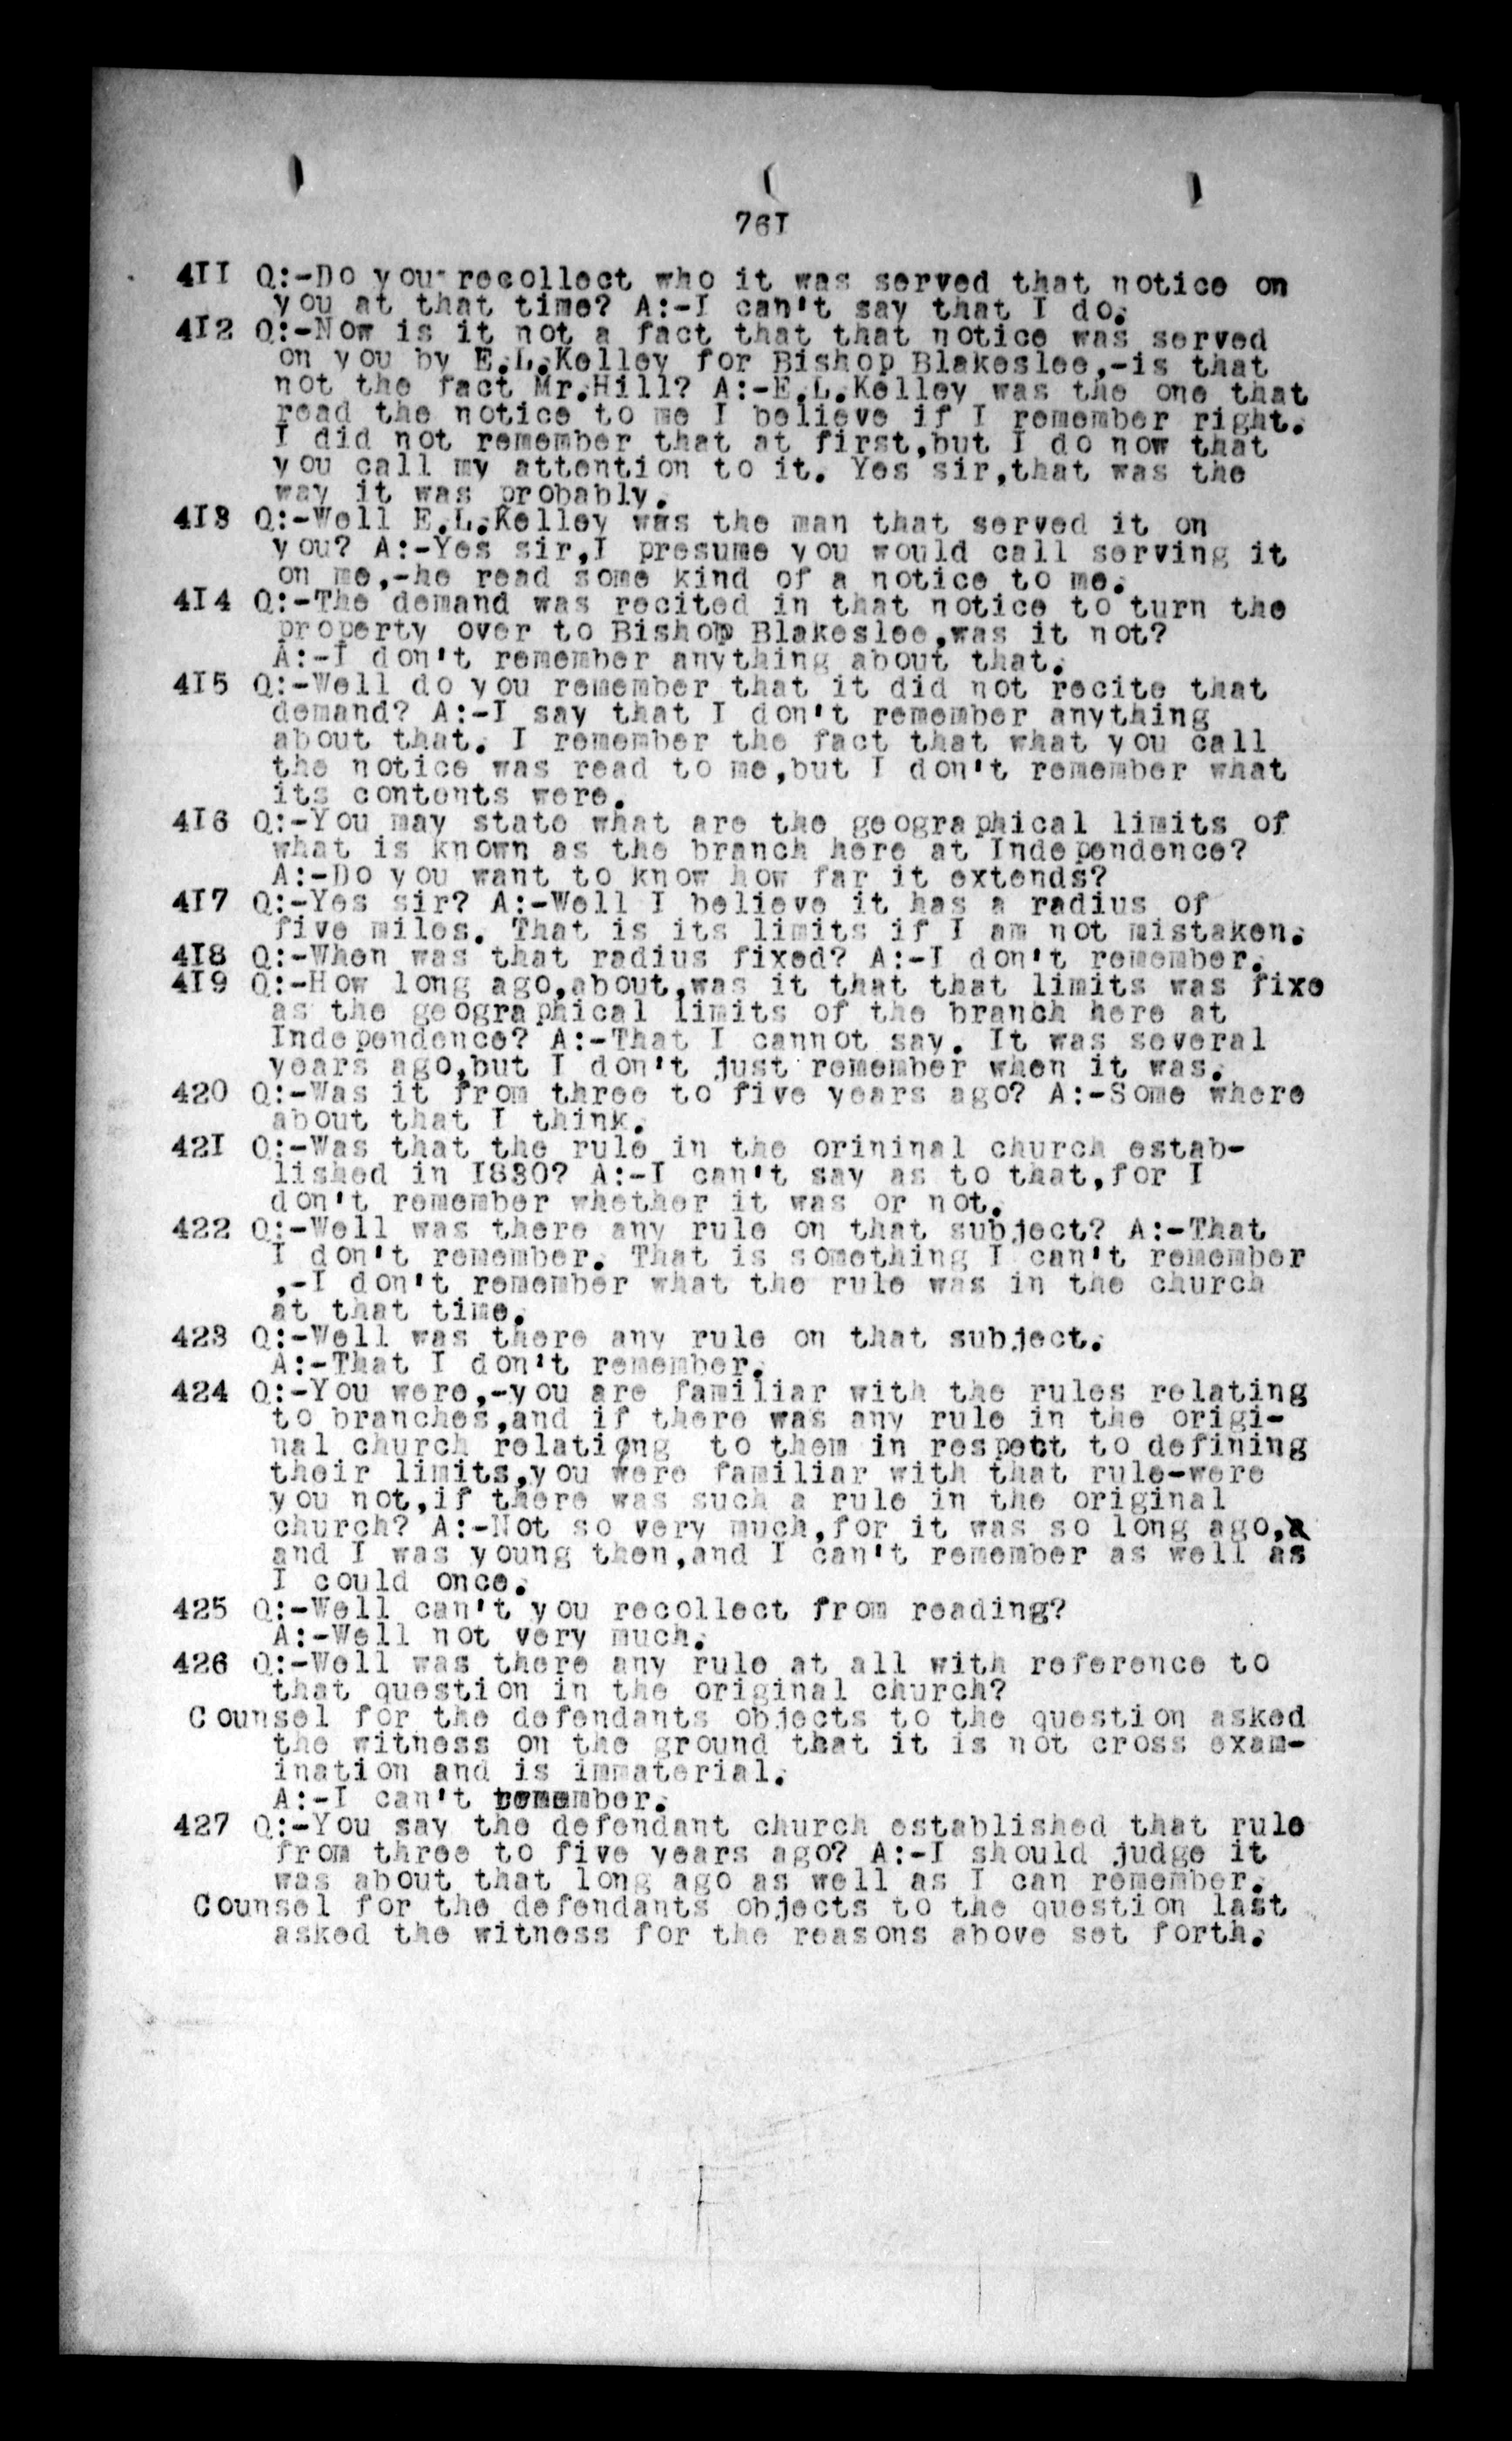 761
411 Q:-Do you recollect who it was served that notice on
you at that time? A:-I can't say that I do.
412 Q:-Now is it not a fact that that notice was served
on you by E.L.Kelley for Bishop Blakeslee,-is that
not the fact Mr.Hill? A:-E.L.Kelley was the one that
read the notice to me I believe if I remember right.
I did not remember that at first,but I do now that
you call my attention to it. Yes sir,that was the
way it was probably.
413 Q:-Well E.L.Kelley was the man that served it on
you? A:-Yes sir,I presume you would call serving it
on me,-he read some kind of a notice to me.
414 Q:-The demand was recited in that notice to turn the
property over to Bishop Blakeslee,was it not?
A:-I don't remember anything about that.
415 Q:-Well do you remember that it did not recite that
demand? A:-I say that I don't remember anything
about that. I remember the fact that what you call
the notice was read to me,but I don't remember what
its contents were.
416 Q:-You may state what are the geographical limits of
what is known as the branch here at Independence?
A:-Do you want to know how far it extends?
417 Q:-Yes sir? A:-Well I believe it has a radius of
five miles. That is its limits if I am not mistaken.
418 Q:-When was that radius fixed? A:-I don't remember.
419 Q:-How long ago,about,was it that that limits was fixe
as the geographical limits of the branch here at
Independence? A:-That I cannot say. It was several
years ago,but I don't just remember when it was.
420 Q:-Was it from three to five years ago? A:-Some where
about that I think.
421 Q:-Was that the rule in the orininal church estab-
lished in 1830? A:-I can't say as to that,for I
don't remember whether it was or not.
422 Q:-Well was there any rule on that subject? A:-That
I don't remember. That is something I can't remember
,-I don't remember what the rule was in the church
at that time.
423 Q:-Well was there any rule on that subject.
A:-That I don't remember.
424 Q:-You were,-you are familiar with the rules relating
to branches,and if there was any rule in the origi-
nal church relating to them in respect to defining
their limits,you were familiar with that rule-were
you not,if there was such a rule in the original
church? A:-Not so very much,for it was so long ago,
and I was young then,and I can't remember as well as
I could once.
425 Q:-Well can't you recollect from reading?
A:-Well not very much.
426 Q:-Well was there any rule at all with reference to
that question in the original church?
Counsel for the defendants objects to the question asked
the witness on the ground that it is not cross exam-
ination and is immaterial.
A:-I can't remember.
427 Q:-You say the defendant church established that rule
from three to five years ago? A:-I should judge it
was about that long ago as well as I can remember.
Counsel for the defendants objects to the question last
asked the witness for the reasons above set forth.